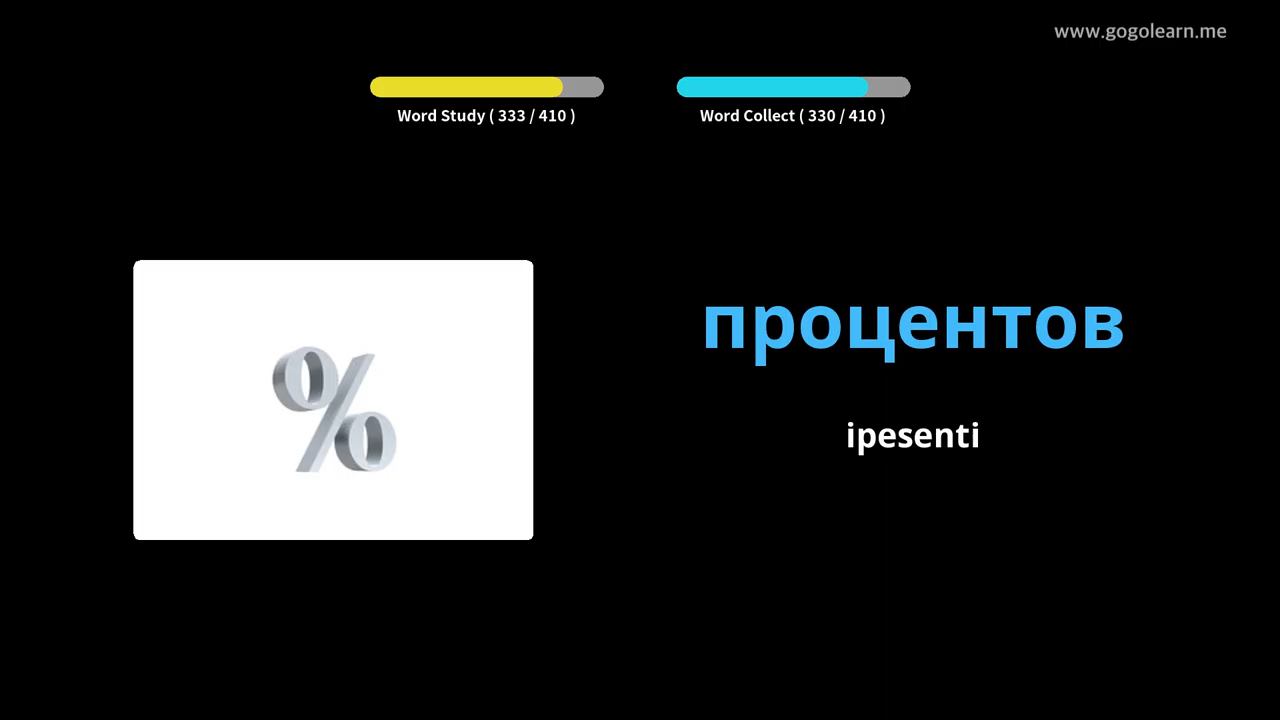 www.gogolearn.me
Word Study ( 333 / 410 )
Word Collect ( 330 / 410 )
%
процентов
ipesenti